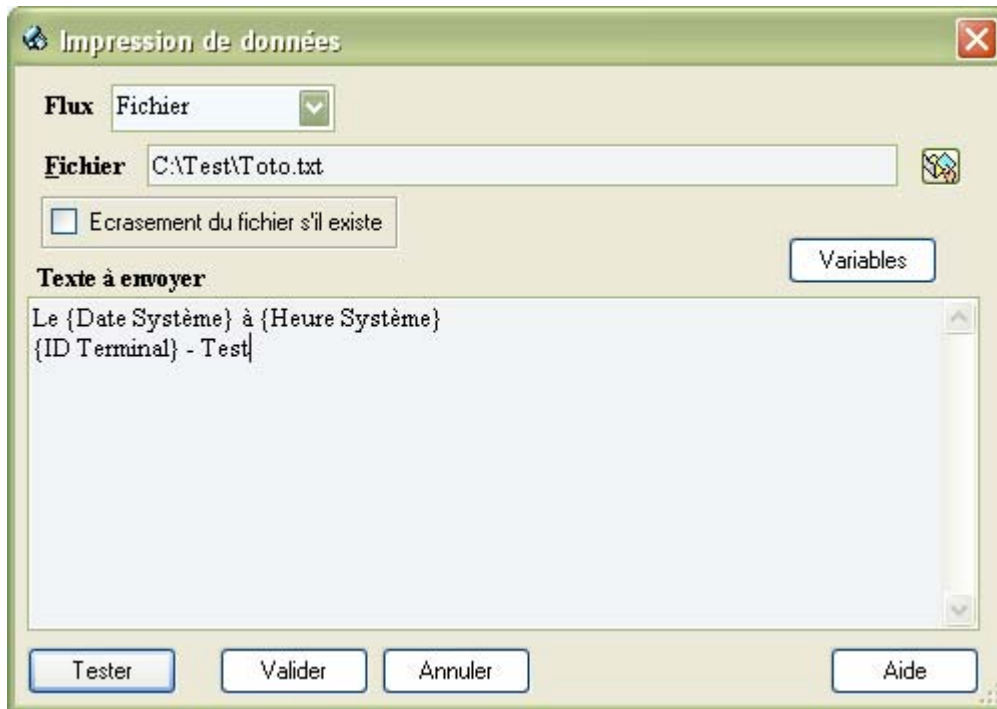 Impression de données
Flux Fichier
Fichier C:\Test\Toto.txt
Ecrasement du fichier s'il existe
Variables
Texte à envoyer
Le {Date Système} à {Heure Système}
{ID Terminal} - Test
Tester Valider Annuler Aide